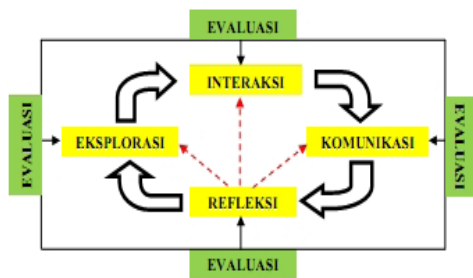 EVALUASI
INTERAKSI
EVALUASI
EKSPLORASI
KOMUNIKASI
EVALUASI
REFLEKSI
EVALUASI